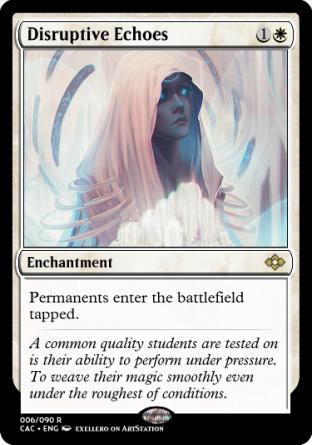 Disruptive Echoes 1
Enchantment
Permanents enter the battlefield
tapped.
A common quality students are tested on
is their ability to perform under pressure.
To weave their magic smoothly even
under the roughest of conditions.
006/090 R
CAC • ENG EXELLERO on ARTSTATION